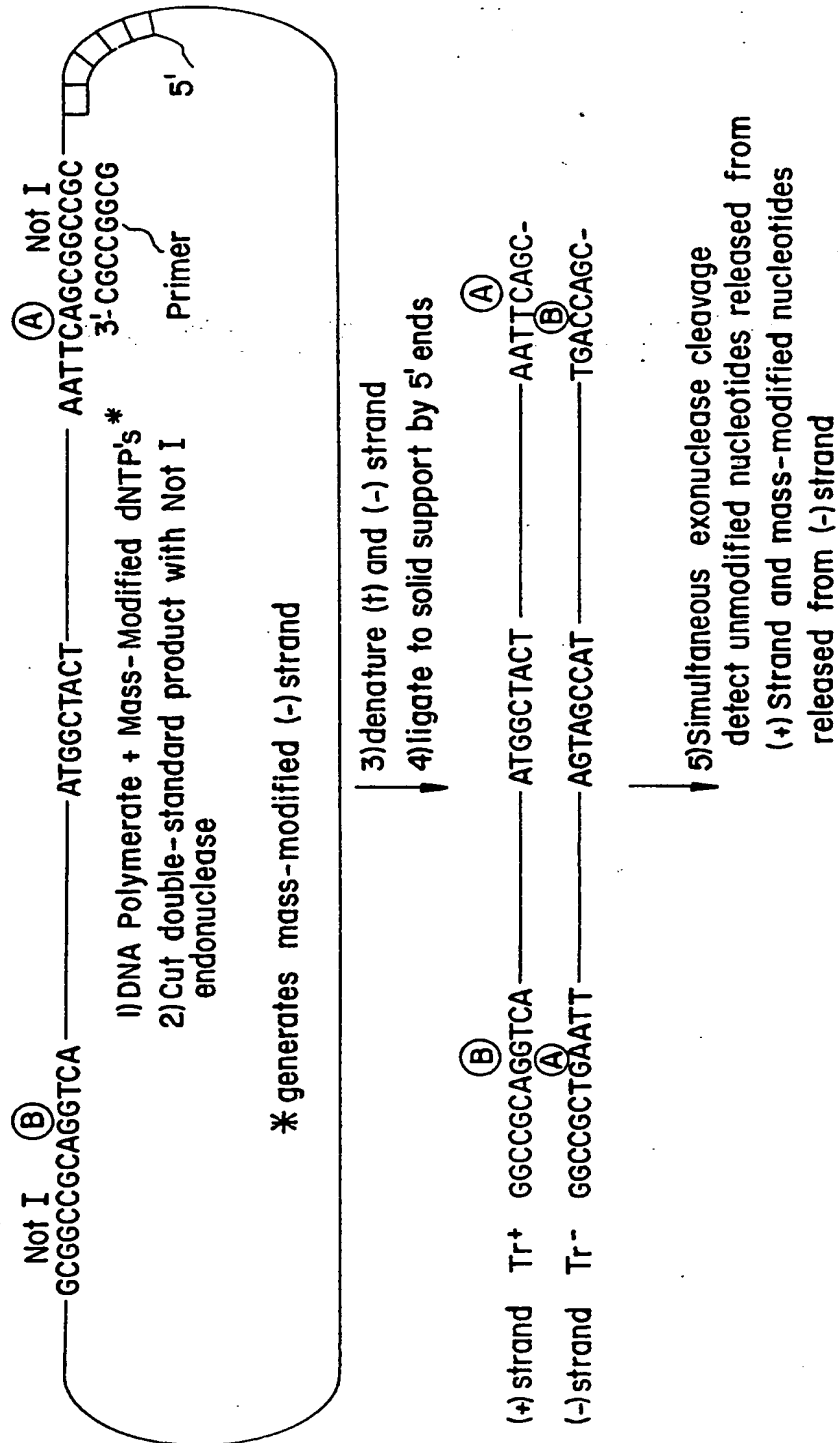 Not I Ⓑ
GCGGCCGCAGGTCA
ATGGCTACT
Ⓐ Not I
AATTCAGCGGCCGC
3'-CGCCGGCG
Primer
5'
1)DNA Polymerate + Mass-Modified dNTP's*
2)Cut double-standard product with Not I
endonuclease
* generates mass-modified (-) strand
3)denature (t) and (-) strand
4)ligate to solid support by 5' ends
Ⓑ Ⓐ
(+) strand Tr+ GGCCGCAGGTCA ATGGCTACT AATTCAGC-
Ⓐ Ⓑ
(-) strand Tr- GGCCGCTGAATT AGTAGCCAT TGACCAGC-
5)Simultaneous exonuclease cleavage
detect unmodified nucleotides released from
(+) Strand and mass-modified nucleotides
released from (-) strand